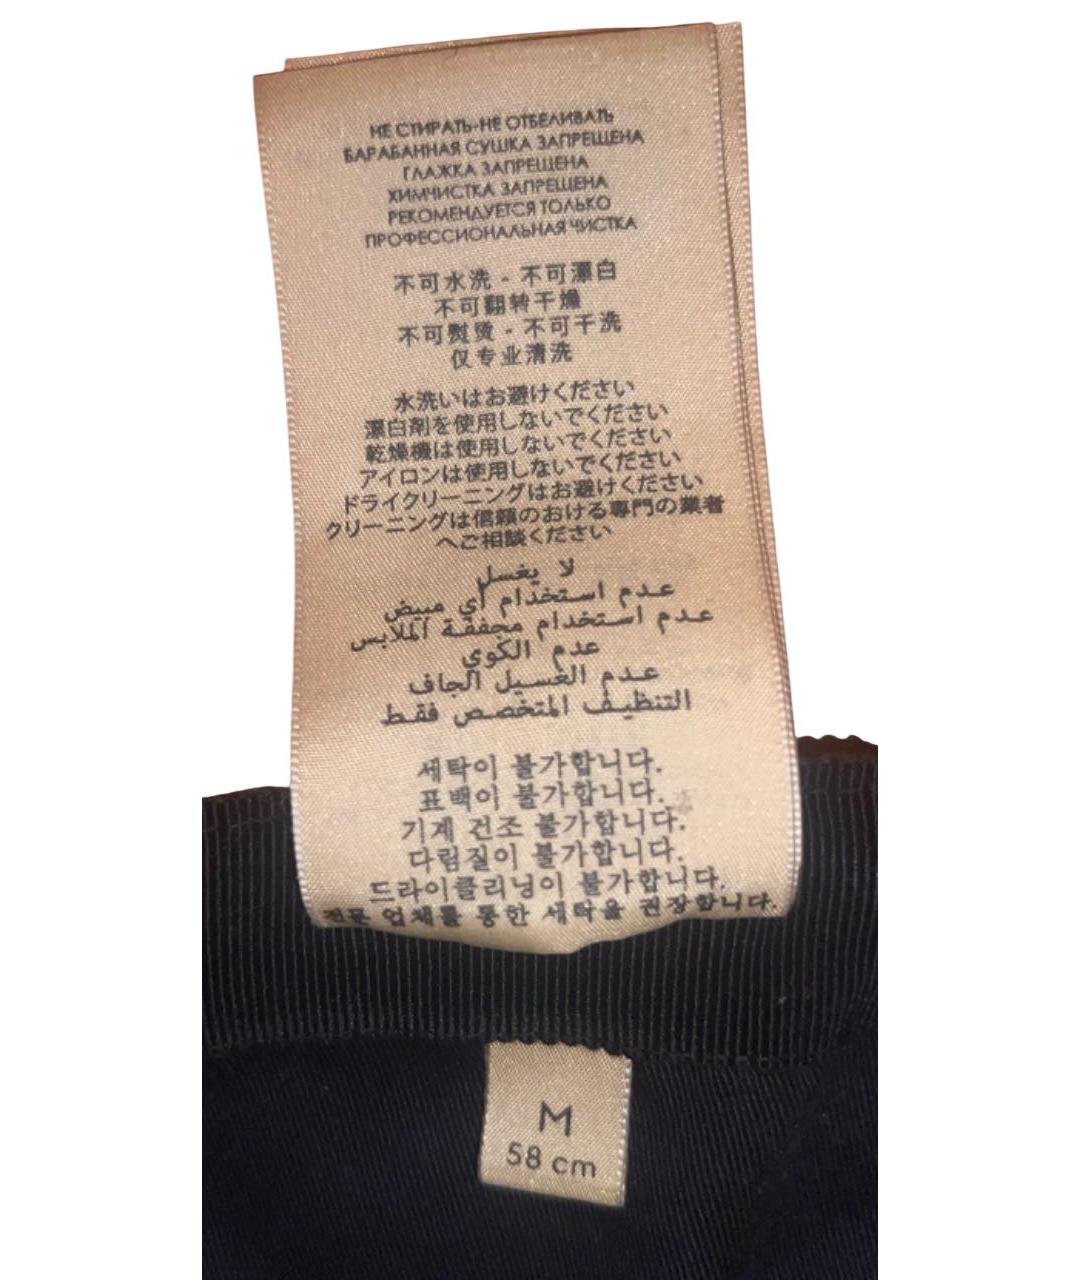 НЕ СТИРАТЬ-НЕ ОТБЕЛИВАТЬ
БАРАБАННАЯ СУШКА ЗАПРЕЩЕНА
ГЛАЖКА ЗАПРЕЩЕНА
ХИМЧИСТКА ЗАПРЕЩЕНА
РЕКОМЕНДУЕТСЯ ТОЛЬКО
ПРОФЕССИОНАЛЬНАЯ ЧИСТКА
不可水洗 - 不可漂白
不可翻转干燥
不可熨烫 - 不可干洗
仅专业清洗
水洗いはお避けください
漂白剤を使用しないでください
乾燥機は使用しないでください
アイロンは使用しないでください
ドライクリーニングはお避けください
クリーニングは信頼のおける専門の業者
へご相談ください
لا يغسل
عدم استخدام أي مبيض
عدم استخدام مجففة الملابس
عدم الكوي
عدم الغسيل الجاف
التنظيف المتخصص فقط
세탁이 불가합니다.
표백이 불가합니다.
기계 건조 불가합니다.
다림질이 불가합니다.
드라이클리닝이 불가합니다.
전문 업체를 통한 세탁을 권장합니다.
M
58 cm